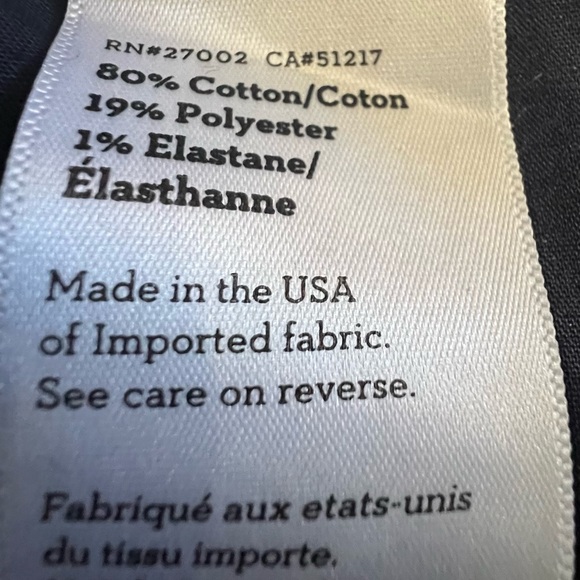 RN#27002 CA#51217
80% Cotton/Coton
19% Polyester
1% Elastane/
Élasthanne
Made in the USA
of Imported fabric.
See care on reverse.
Fabriqué aux etats-unis
du tissu importe.